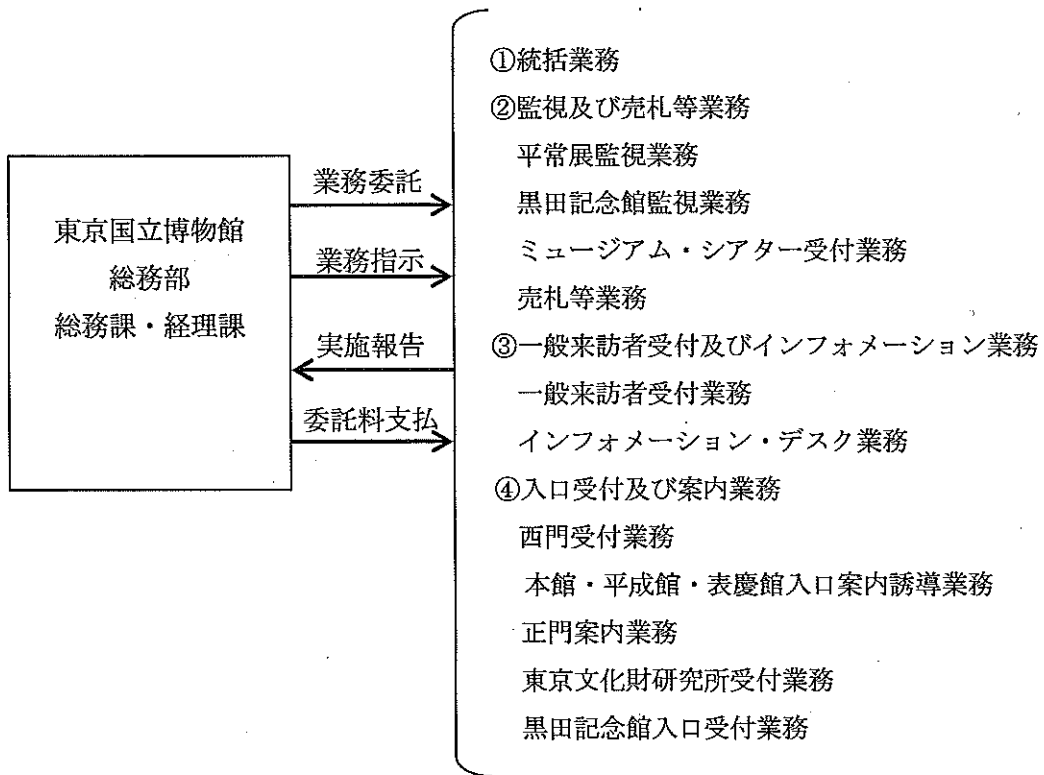 東京国立博物館
総務部
総務課・経理課
業務委託
業務指示
実施報告
委託料支払
①統括業務
②監視及び売札等業務
平常展監視業務
黒田記念館監視業務
ミュージアム・シアター受付業務
売札等業務
③一般来訪者受付及びインフォメーション業務
一般来訪者受付業務
インフォメーション・デスク業務
④入口受付及び案内業務
西門受付業務
本館・平成館・表慶館入口案内誘導業務
正門案内業務
東京文化財研究所受付業務
黒田記念館入口受付業務